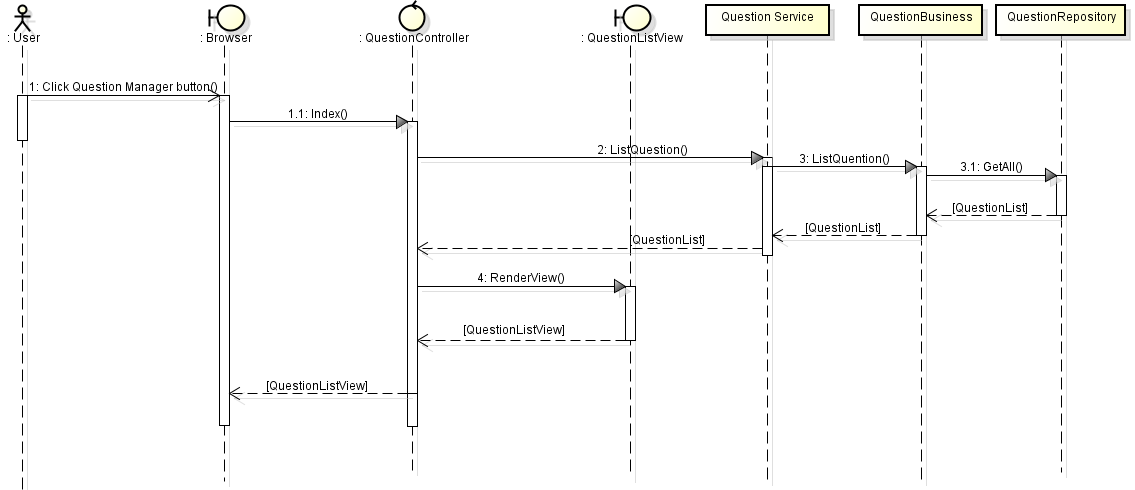 : User
: Browser
: QuestionController
: QuestionListView
Question Service
QuestionBusiness
QuestionRepository
1: Click Question Manager button()
1.1: Index()
2: ListQuestion()
3: ListQuention()
3.1: GetAll()
[QuestionList]
[QuestionList]
[QuestionList]
4: RenderView()
[QuestionListView]
[QuestionListView]